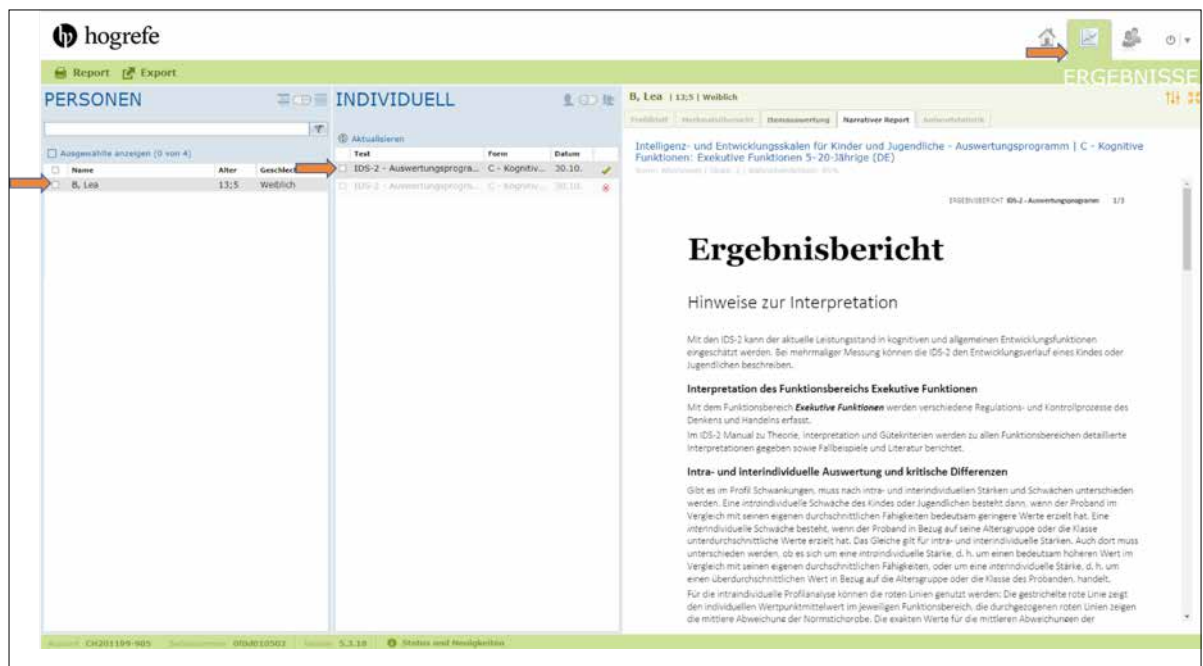 hogrefe
Report Export
ERGEBNISSE
PERSONEN
Ausgewählte anzeigen (0 von 4)
Name Alter Geschlech
B, Lea 13;5 Weiblich
INDIVIDUELL
Aktualisieren
Test Form Datum
IDS-2 - Auswertungsprogra... C - Kognitiv... 30.10.
IDS-2 - Auswertungsprogra... C - Kognitiv... 30.10.
B, Lea | 13;5 | Weiblich
Profilblatt Merkmalsübersicht Itemauswertung Narrativer Report
Intelligenz- und Entwicklungsskalen für Kinder und Jugendliche - Auswertungsprogramm | C - Kognitive
Funktionen: Exekutive Funktionen 5-20-Jährige (DE)
ERGEBNISBERICHT IDS-2 - Auswertungsprogramm 1/3
Ergebnisbericht
Hinweise zur Interpretation
Mit den IDS-2 kann der aktuelle Leistungsstand in kognitiven und allgemeinen Entwicklungsfunktionen
eingeschätzt werden. Bei mehrmaliger Messung können die IDS-2 den Entwicklungsverlauf eines Kindes oder
Jugendlichen beschreiben.
Interpretation des Funktionsbereichs Exekutive Funktionen
Mit dem Funktionsbereich Exekutive Funktionen werden verschiedene Regulations- und Kontrollprozesse des
Denkens und Handelns erfasst.
Im IDS-2 Manual zu Theorie, Interpretation und Gütekriterien werden zu allen Funktionsbereichen detaillierte
Interpretationen gegeben sowie Fallbeispiele und Literatur berichtet.
Intra- und interindividuelle Auswertung und kritische Differenzen
Gibt es im Profil Schwankungen, muss nach intra- und interindividuellen Stärken und Schwächen unterschieden
werden. Eine intraindividuelle Schwäche des Kindes oder Jugendlichen besteht dann, wenn der Proband im
Vergleich mit seinen eigenen durchschnittlichen Fähigkeiten bedeutsam geringere Werte erzielt hat. Eine
interindividuelle Schwäche besteht, wenn der Proband in Bezug auf seine Altersgruppe oder die Klasse
unterdurchschnittliche Werte erzielt hat. Das Gleiche gilt für intra- und interindividuelle Stärken. Auch dort muss
unterschieden werden, ob es sich um eine intraindividuelle Stärke, d. h. um einen bedeutsam höheren Wert im
Vergleich mit seinen eigenen durchschnittlichen Fähigkeiten, oder um eine interindividuelle Stärke, d. h. um
einen überdurchschnittlichen Wert in Bezug auf die Altersgruppe oder die Klasse des Probanden, handelt.
Für die intraindividuelle Profilanalyse können die roten Linien genutzt werden: Die gestrichelte rote Linie zeigt
den individuellen Wertpunktmittelwert im jeweiligen Funktionsbereich, die durchgezogenen roten Linien zeigen
die mittlere Abweichung der Normstichprobe. Die exakten Werte für die mittleren Abweichungen der
CH201199-905 00MD10502 5.3.18 Status und Neuigkeiten